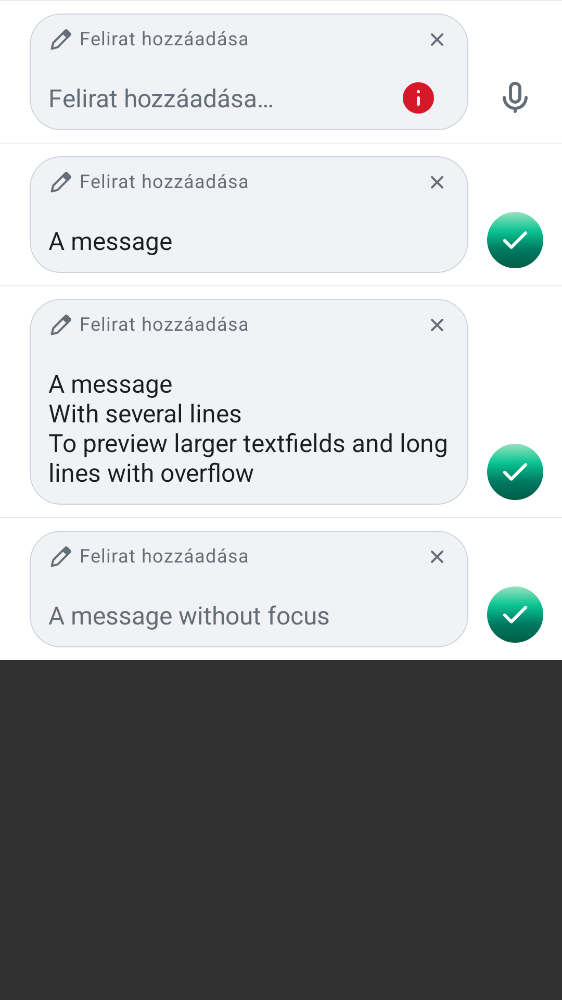 Felirat hozzáadása
Felirat hozzáadása…
Felirat hozzáadása
A message
Felirat hozzáadása
A message
With several lines
To preview larger textfields and long
lines with overflow
Felirat hozzáadása
A message without focus